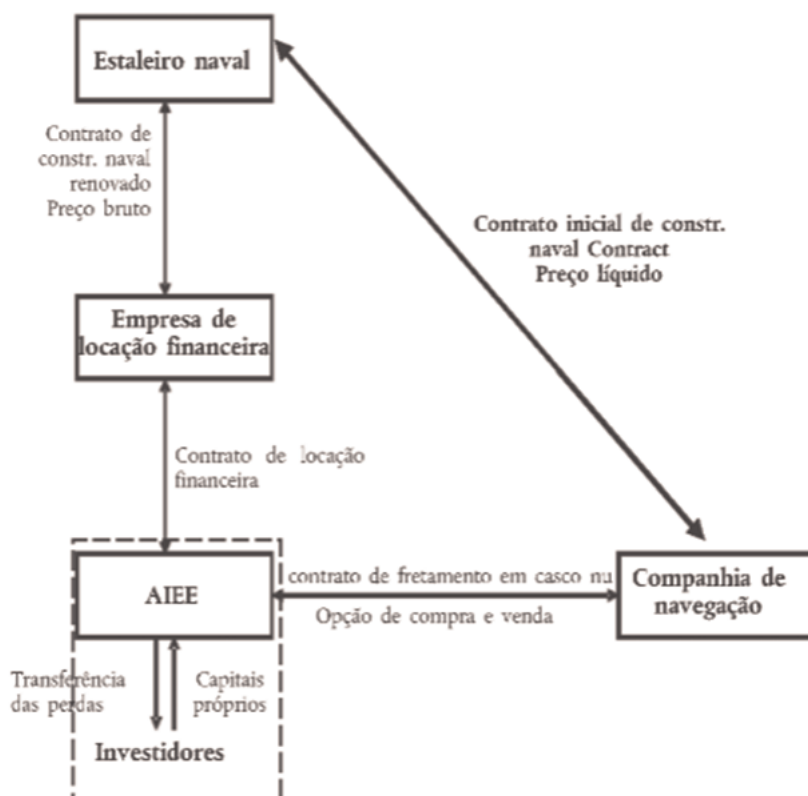 Estaleiro naval
Contrato de
constr. naval
renovado
Preço bruto
Contrato inicial de constr.
naval Contract
Preço líquido
Empresa de
locação financeira
Contrato de locação
financeira
AIEE
contrato de fretamento em casco nu
Opção de compra e venda
Companhia de
navegação
Transferência
das perdas
Capitais
próprios
Investidores